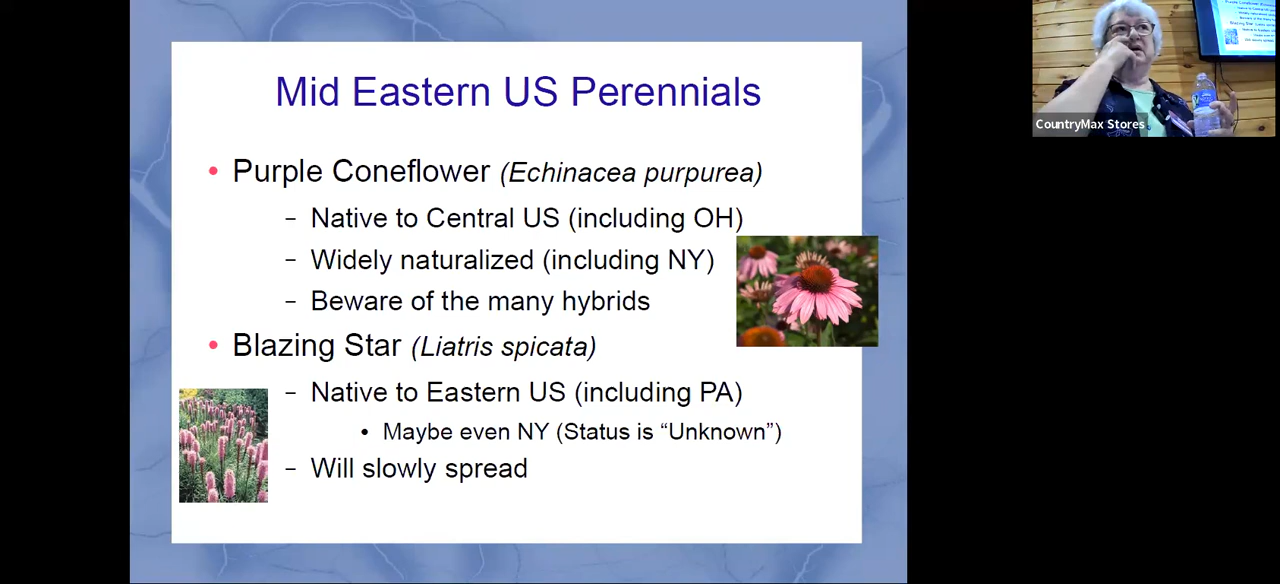 Mid Eastern US Perennials
• Purple Coneflower (Echinacea purpurea)
– Native to Central US (including OH)
– Widely naturalized (including NY)
– Beware of the many hybrids
• Blazing Star (Liatris spicata)
– Native to Eastern US (including PA)
• Maybe even NY (Status is “Unknown”)
– Will slowly spread
CountryMax Stores